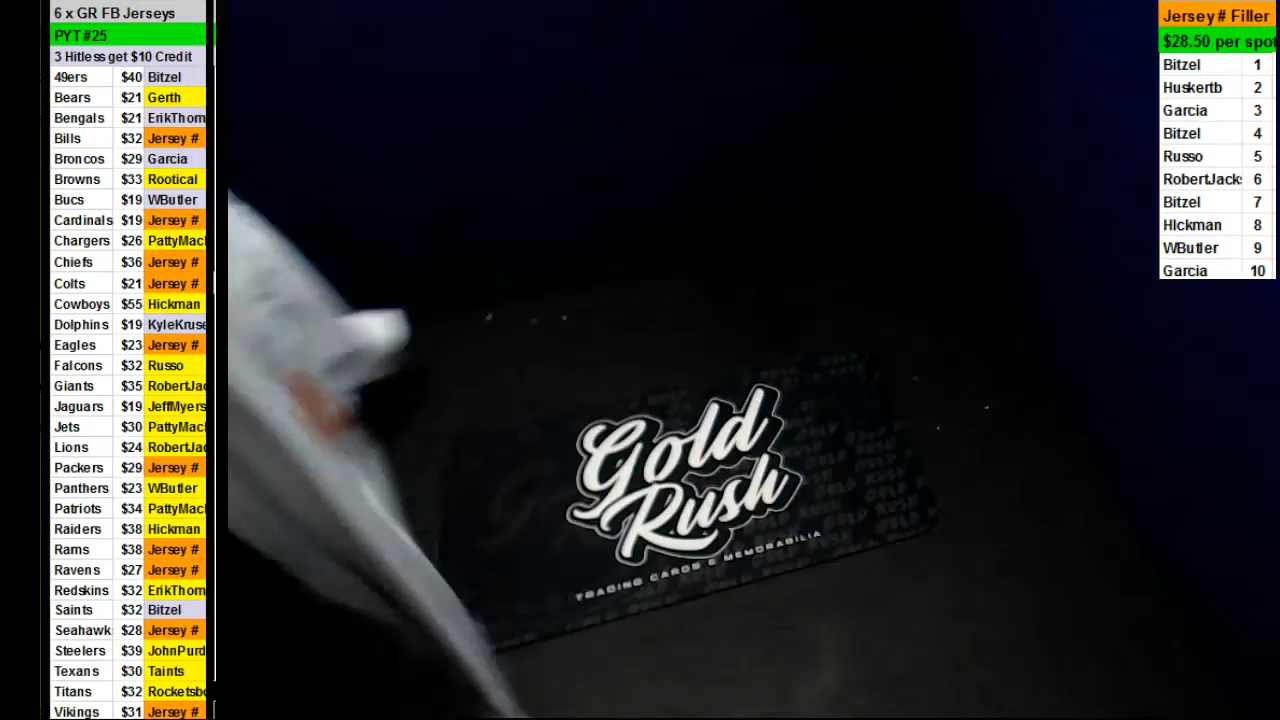 6 x GR FB Jerseys
PYT #25
3 Hitless get $10 Credit
49ers $40 Bitzel
Bears $21 Gerth
Bengals $21 ErikThom
Bills $32 Jersey #
Broncos $29 Garcia
Browns $33 Rootical
Bucs $19 WButler
Cardinals $19 Jersey #
Chargers $26 PattyMac
Chiefs $36 Jersey #
Colts $21 Jersey #
Cowboys $55 Hickman
Dolphins $19 KyleKruse
Eagles $23 Jersey #
Falcons $32 Russo
Giants $35 RobertJac
Jaguars $19 JeffMyers
Jets $30 PattyMac
Lions $24 RobertJac
Packers $29 Jersey #
Panthers $23 WButler
Patriots $34 PattyMac
Raiders $38 Hickman
Rams $38 Jersey #
Ravens $27 Jersey #
Redskins $32 ErikThom
Saints $32 Bitzel
Seahawk $28 Jersey #
Steelers $39 JohnPurd
Texans $30 Taints
Titans $32 Rocketsbo
Vikings $31 Jersey #
Gold
Rush
TRADING CARDS & MEMORABILIA
Jersey # Filler
$28.50 per spot
Bitzel 1
Huskertb 2
Garcia 3
Bitzel 4
Russo 5
RobertJacks 6
Bitzel 7
HIckman 8
WButler 9
Garcia 10